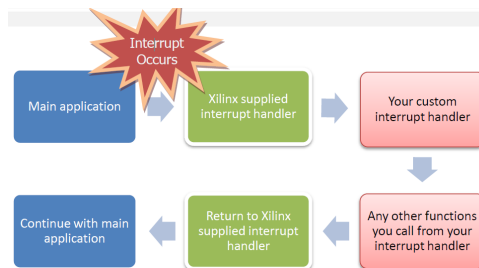 Interrupt
Occurs
Main application
Xilinx supplied
interrupt handler
Your custom
interrupt handler
Any other functions
you call from your
interrupt handler
Return to Xilinx
supplied interrupt
handler
Continue with main
application